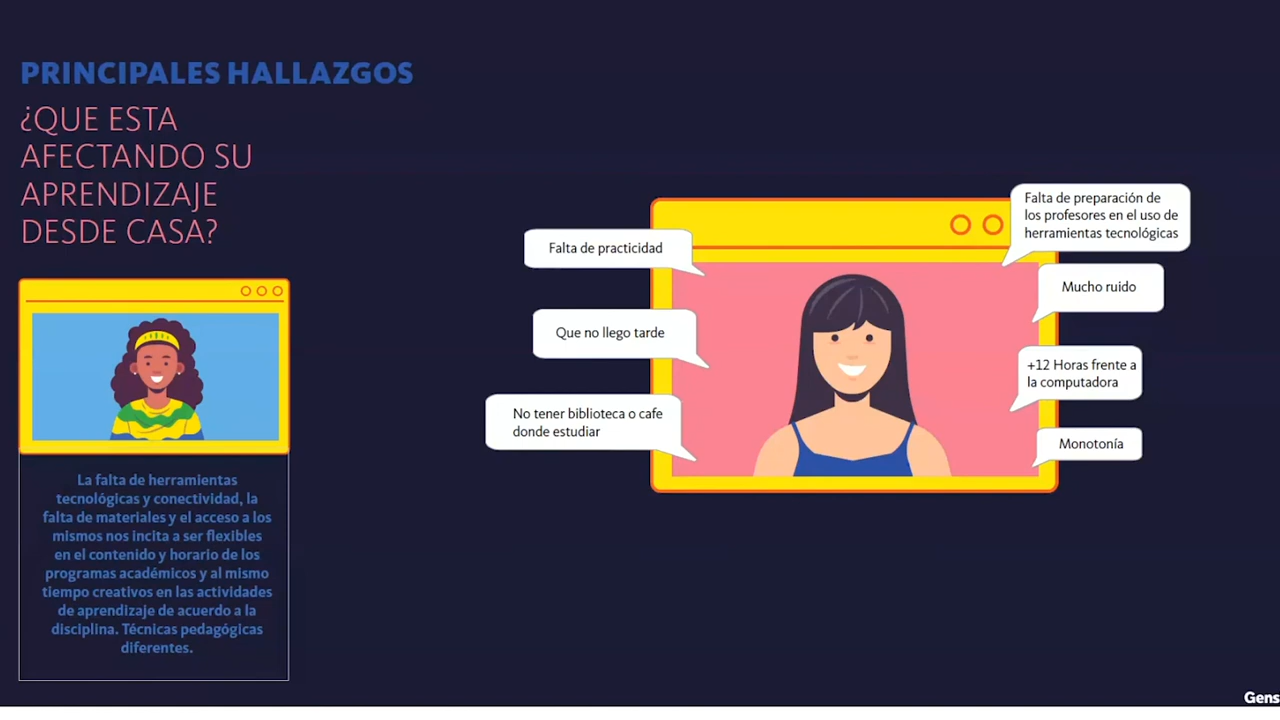 PRINCIPALES HALLAZGOS
¿QUE ESTA
AFECTANDO SU
APRENDIZAJE
DESDE CASA?
La falta de herramientas
tecnológicas y conectividad, la
falta de materiales y el acceso a los
mismos nos incita a ser flexibles
en el contenido y horario de los
programas académicos y al mismo
tiempo creativos en las actividades
de aprendizaje de acuerdo a la
disciplina. Técnicas pedagógicas
diferentes.
Falta de practicidad
Que no llego tarde
No tener biblioteca o cafe
donde estudiar
Falta de preparación de
los profesores en el uso de
herramientas tecnológicas
Mucho ruido
+12 Horas frente a
la computadora
Monotonía
Gens